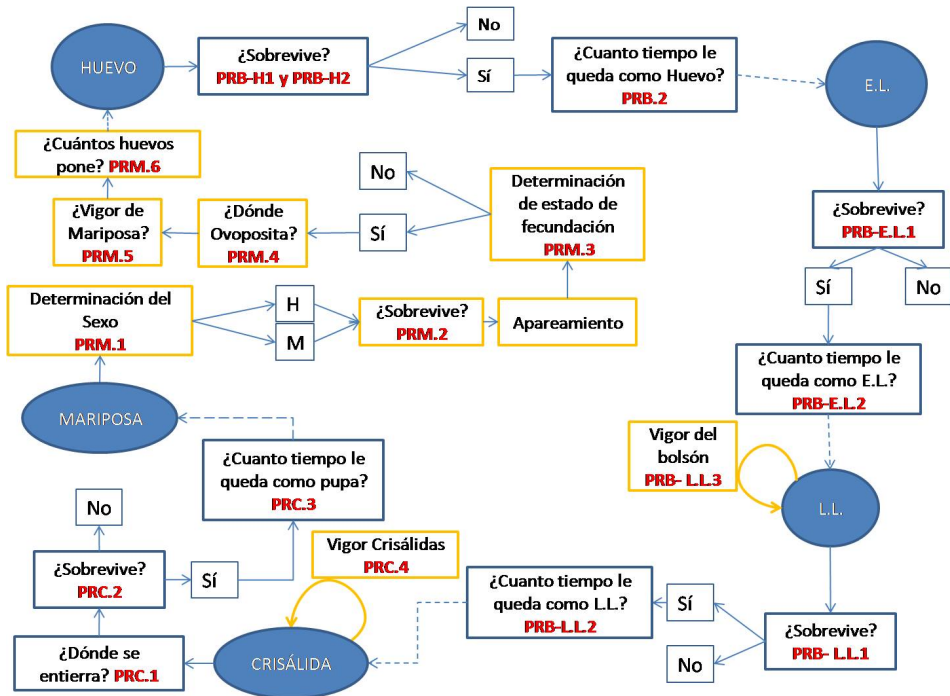 HUEVO
¿Sobrevive?
PRB-H1 y PRB-H2
No
Sí
¿Cuanto tiempo le
queda como Huevo?
PRB.2
E.L.
¿Sobrevive?
PRB-E.L.1
Sí
No
¿Cuanto tiempo le
queda como E.L.?
PRB-E.L.2
Vigor del
bolsón
PRB- L.L.3
L.L.
¿Sobrevive?
PRB- L.L.1
Sí
No
¿Cuanto tiempo le
queda como L.L.?
PRB-L.L.2
Vigor Crisálidas
PRC.4
CRISÁLIDA
¿Dónde se
entierra? PRC.1
¿Sobrevive?
PRC.2
No
Sí
¿Cuanto tiempo le
queda como pupa?
PRC.3
MARIPOSA
Determinación del
Sexo
PRM.1
H
M
¿Sobrevive?
PRM.2
Apareamiento
Determinación
de estado de
fecundación
PRM.3
No
Sí
¿Dónde
Ovoposita?
PRM.4
¿Vigor de
Mariposa?
PRM.5
¿Cuántos huevos
pone? PRM.6